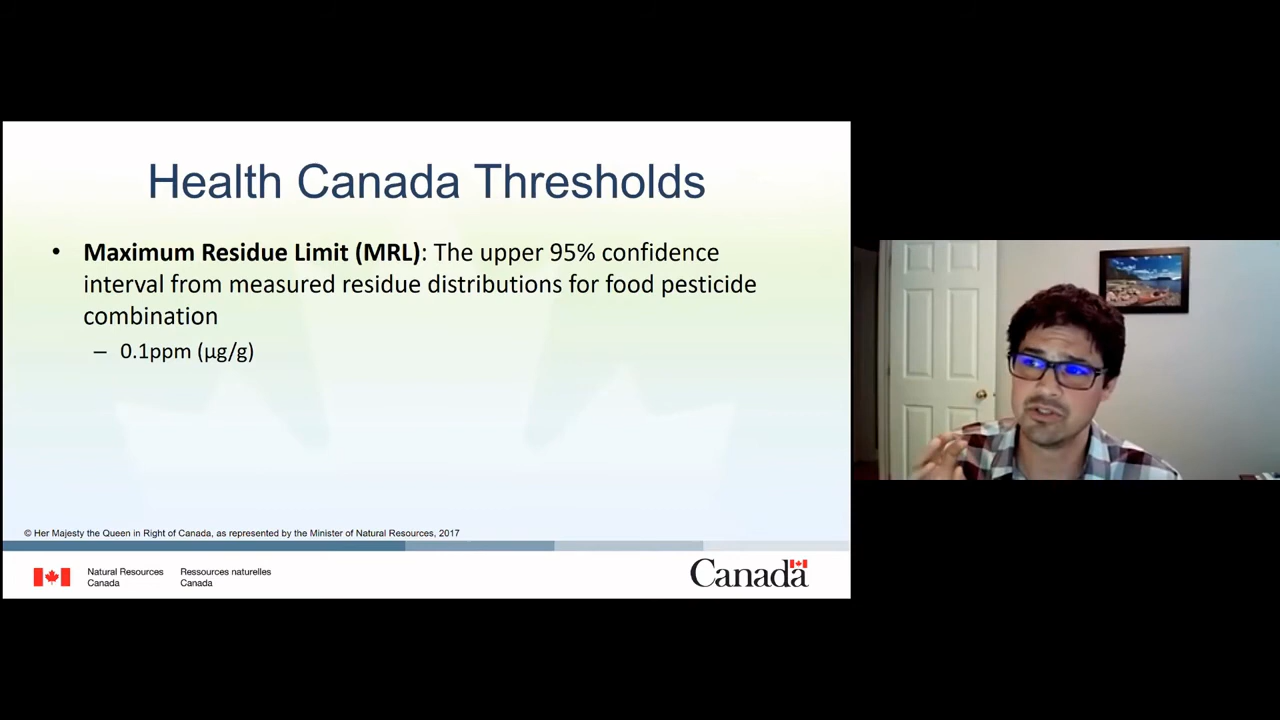 Health Canada Thresholds
• Maximum Residue Limit (MRL): The upper 95% confidence
interval from measured residue distributions for food pesticide
combination
– 0.1ppm (µg/g)
© Her Majesty the Queen in Right of Canada, as represented by the Minister of Natural Resources, 2017
Natural Resources
Canada
Ressources naturelles
Canada
Canada